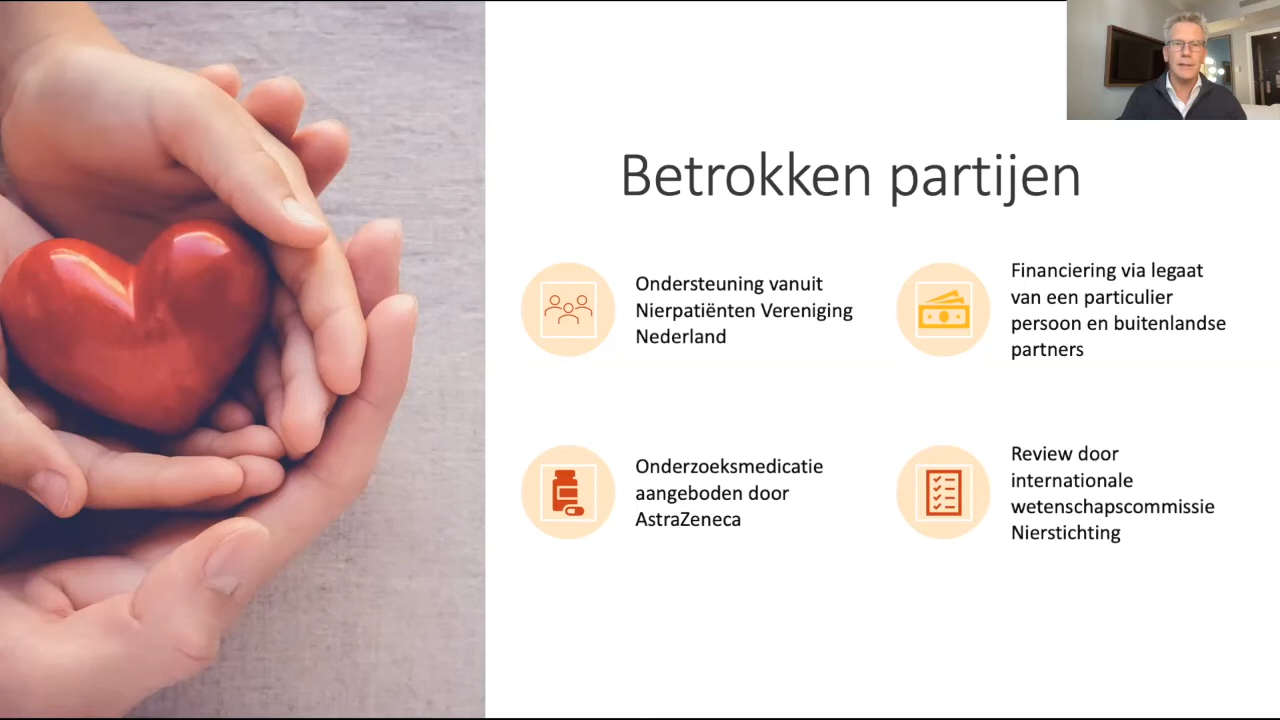 Betrokken partijen
Ondersteuning vanuit
Nierpatiënten Vereniging
Nederland
Financiering via legaat
van een particulier
persoon en buitenlandse
partners
Onderzoeksmedicatie
aangeboden door
AstraZeneca
Review door
internationale
wetenschapscommissie
Nierstichting